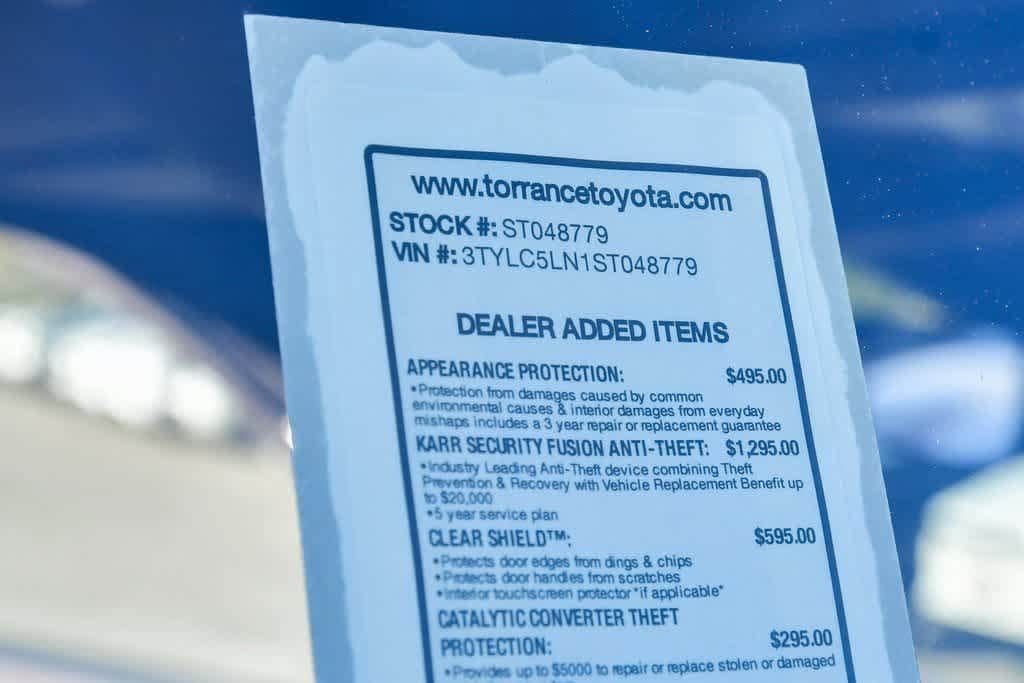 www.torrancetoyota.com
STOCK #: ST048779
VIN #: 3TYLC5LN1ST048779
DEALER ADDED ITEMS
APPEARANCE PROTECTION: $495.00
•Protection from damages caused by common
environmental causes & interior damages from everyday
mishaps includes a 3 year repair or replacement guarantee
KARR SECURITY FUSION ANTI-THEFT: $1,295.00
•Industry Leading Anti-Theft device combining Theft
Prevention & Recovery with Vehicle Replacement Benefit up
to $20,000
•5 year service plan
CLEAR SHIELD™: $595.00
•Protects door edges from dings & chips
•Protects door handles from scratches
•Interior touchscreen protector *if applicable*
CATALYTIC CONVERTER THEFT
PROTECTION: $295.00
•Provides up to $5000 to repair or replace stolen or damaged